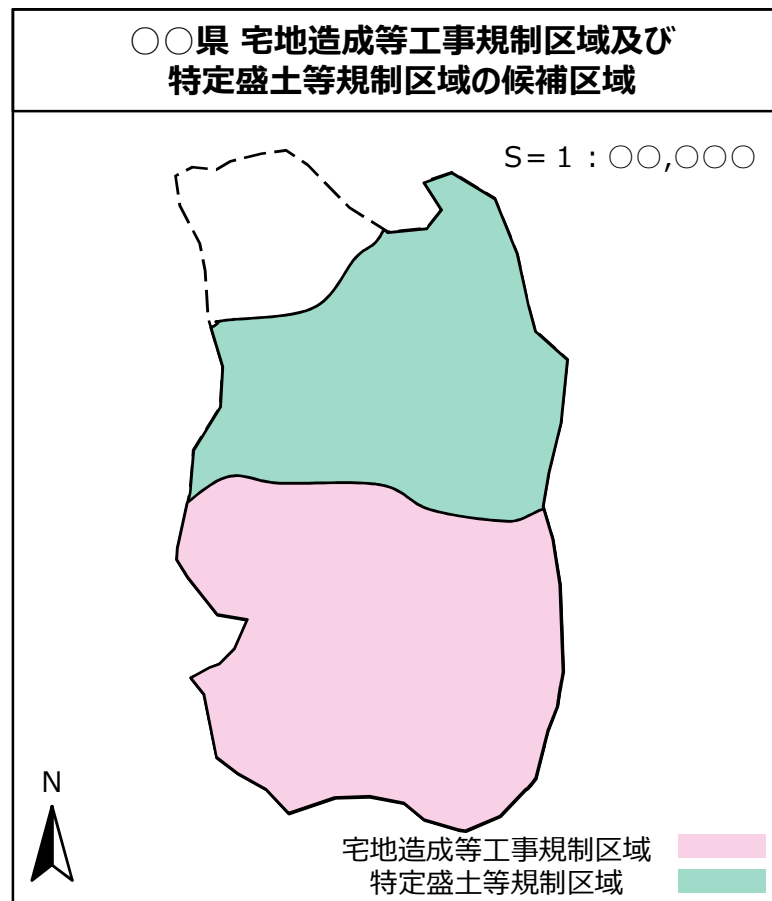 ○○県 宅地造成等工事規制区域及び
特定盛土等規制区域の候補区域
S=1：○○,○○○
N
宅地造成等工事規制区域
特定盛土等規制区域